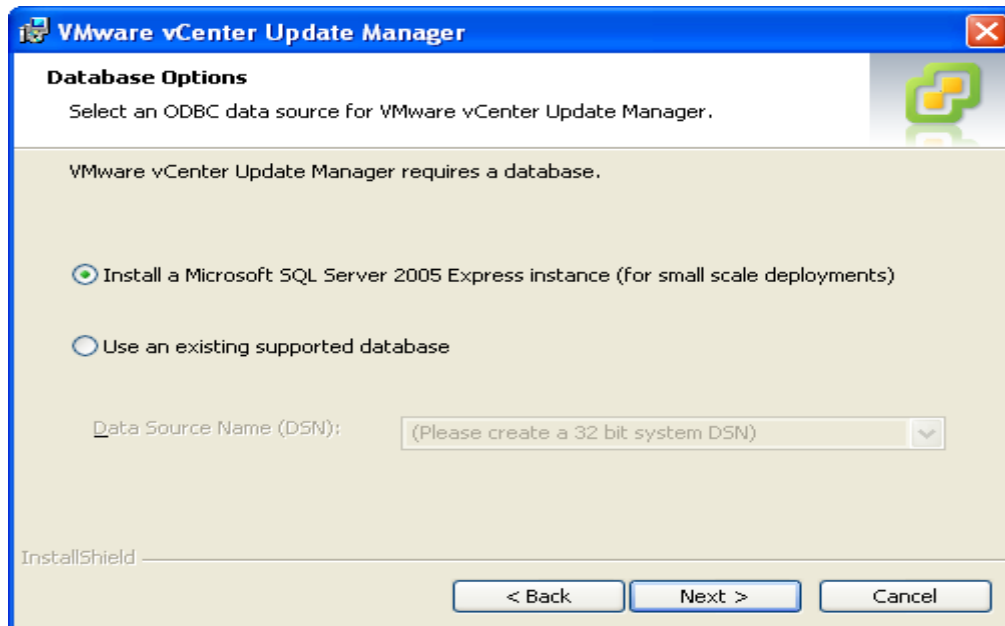 VMware vCenter Update Manager
Database Options
Select an ODBC data source for VMware vCenter Update Manager.
VMware vCenter Update Manager requires a database.
Install a Microsoft SQL Server 2005 Express instance (for small scale deployments)
Use an existing supported database
Data Source Name (DSN):
(Please create a 32 bit system DSN)
InstallShield
< Back
Next >
Cancel